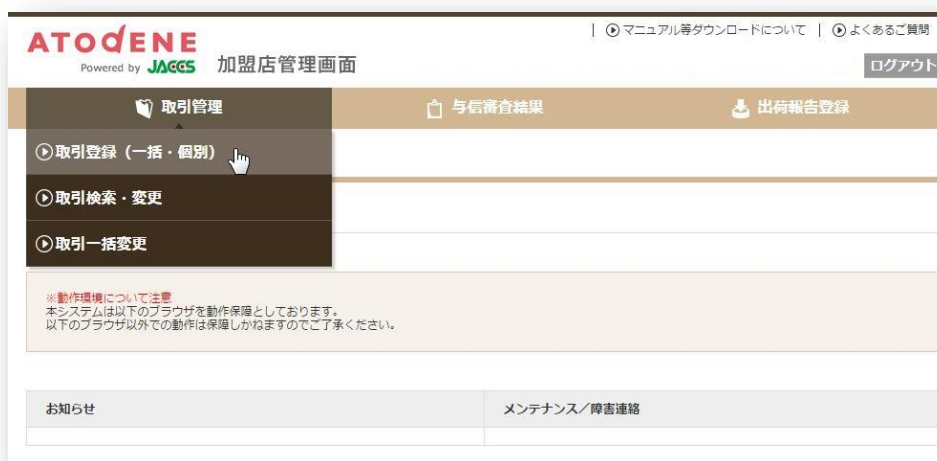 | マニュアル等ダウンロードについて | よくあるご質問
ATODENE
Powered by JACCS 加盟店管理画面
ログアウト
取引管理 与信審査結果 出荷報告登録
取引登録（一括・個別）
取引検索・変更
取引一括変更
※動作環境について注意
本システムは以下のブラウザを動作保障としております。
以下のブラウザ以外での動作は保障しかねますのでご了承ください。
お知らせ メンテナンス／障害連絡